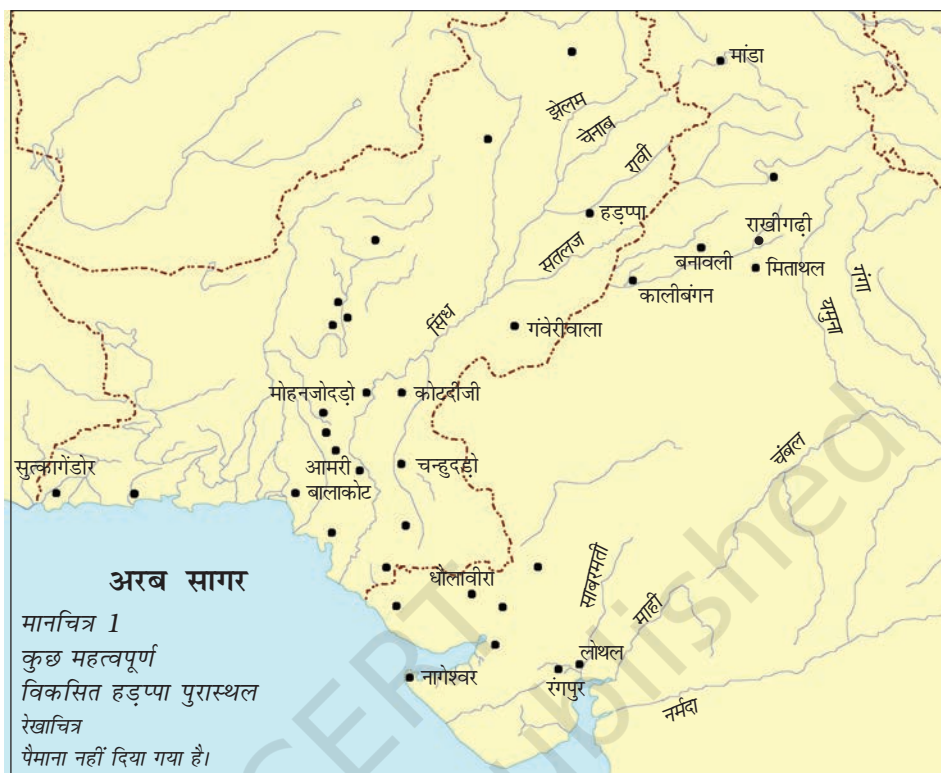 मांडा
झेलम
चेनाब
रावी
हड़प्पा
राखीगढ़ी
सतलज
बनावली
मिताथल
गंगा
कालीबंगन
यमुना
सिंध
गंवेरीवाला
मोहनजोदड़ो
कोटदीजी
चंबल
सुत्कागेंडोर
आमरी
चन्हुदड़ो
बालाकोट
अरब सागर
धौलावीरा
साबरमती
माही
मानचित्र 1
कुछ महत्वपूर्ण
विकसित हड़प्पा पुरास्थल
रेखाचित्र
पैमाना नहीं दिया गया है।
नागेश्वर
लोथल
रंगपुर
नर्मदा